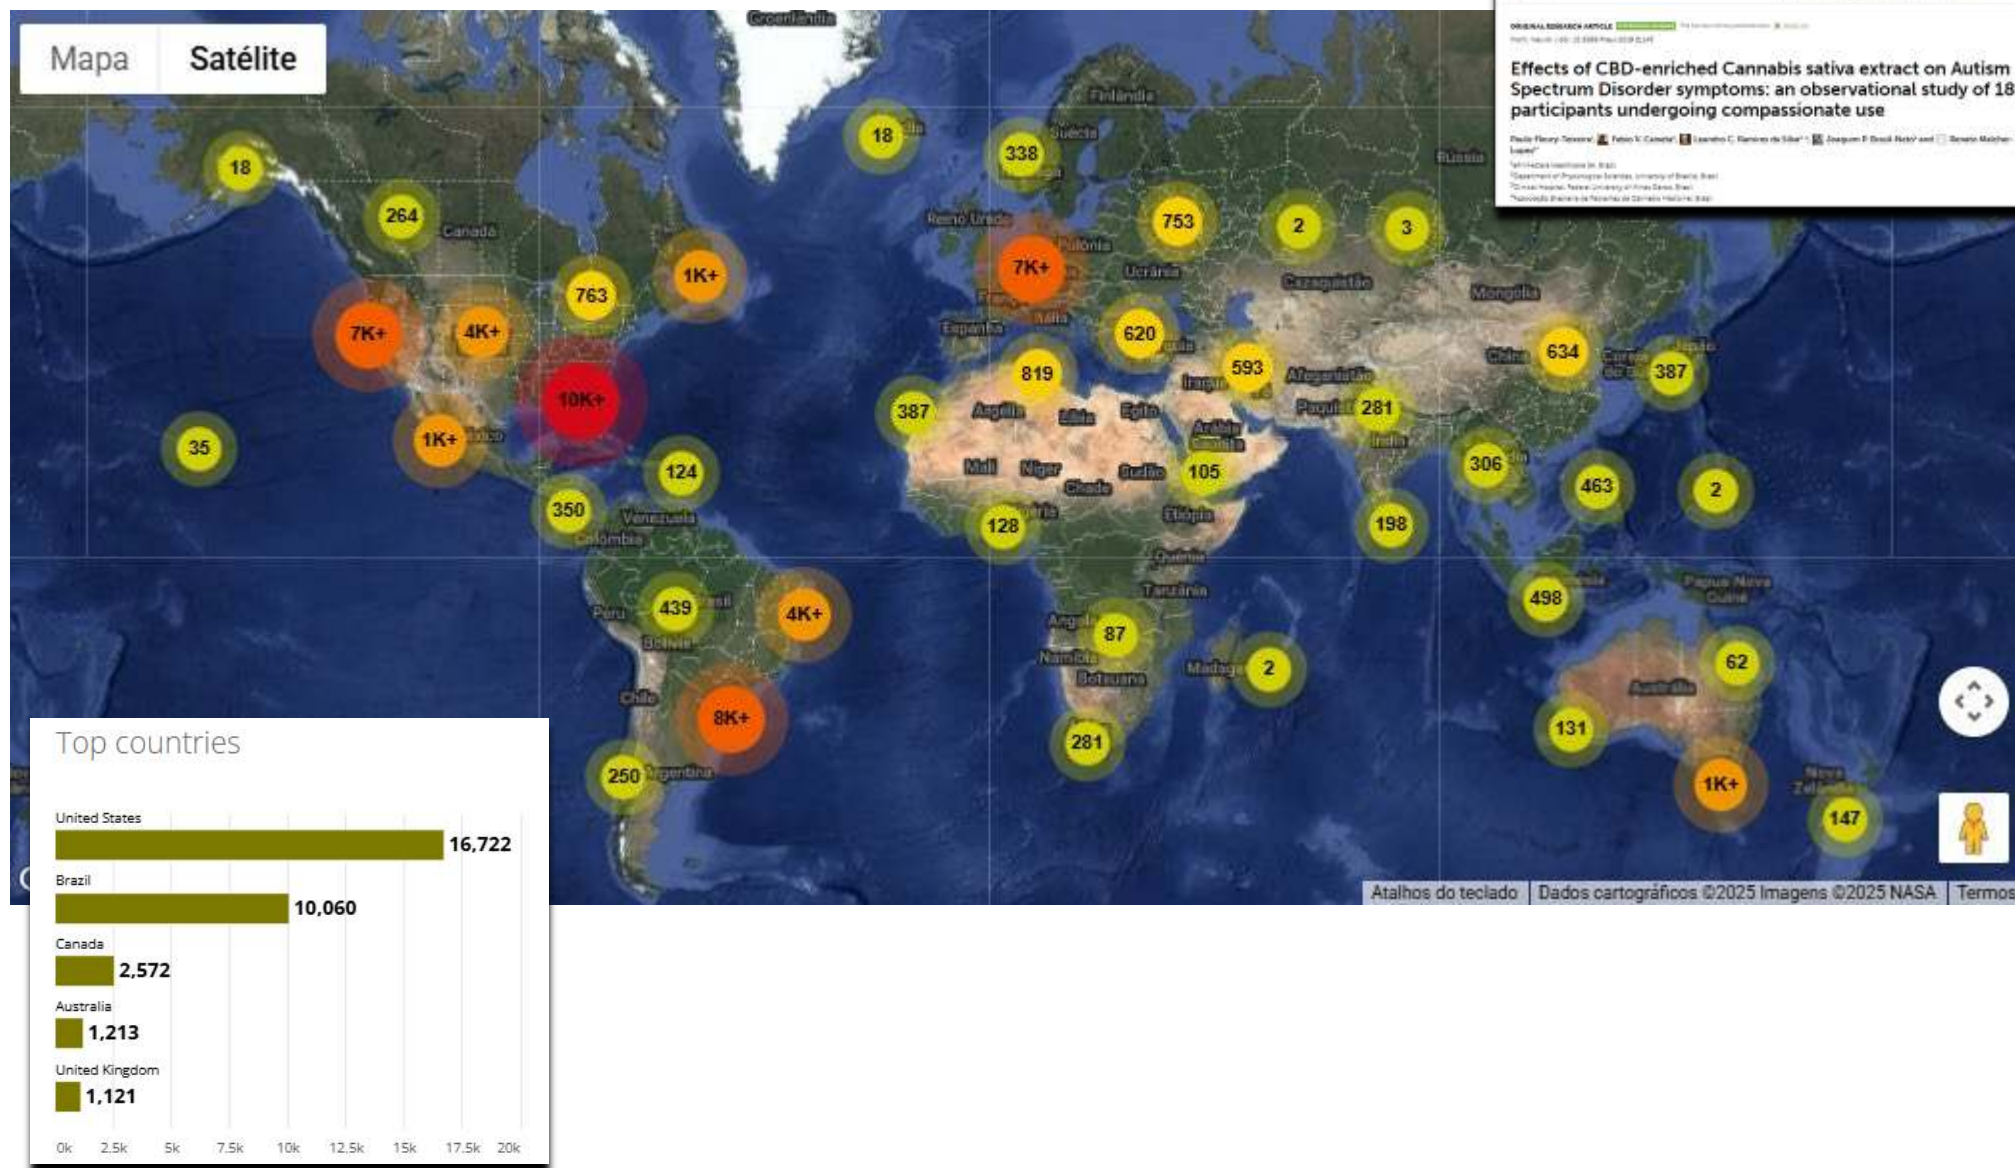 Groenlândia
Mapa
Satélite
ORIGINAL RESEARCH ARTICLE
Effects of CBD-enriched Cannabis sativa extract on Autism
Spectrum Disorder symptoms: an observational study of 18
participants undergoing compassionate use
Finlândia
Suécia
Rússia
18
338
18
264
Canadá
Reino Unido
753
2
3
Polônia
7K+
Ucrânia
1K+
763
Cazaquistão
Mongólia
7K+
4K+
Espanha
Itália
620
593
China
634
Japão
387
819
Iraque
Afeganistão
10K+
387
Argélia
Líbia
Egito
281
Arábia
Saudita
1K+
Índia
35
124
Mali
Níger
Sudão
105
306
Chade
463
2
350
Venezuela
Colômbia
128
Etiópia
198
Quênia
Tanzânia
Papua-Nova
Guiné
439
Peru
4K+
Bolívia
498
87
Namíbia
Botsuana
2
62
Austrália
Chile
8K+
281
131
250
Argentina
1K+
Nova
147
Top countries
United States
16,722
Brazil
10,060
Canada
2,572
Australia
1,213
United Kingdom
1,121
0k 2.5k 5k 7.5k 10k 12.5k 15k 17.5k 20k
Atalhos do teclado Dados cartográficos ©2025 Imagens ©2025 NASA Termos